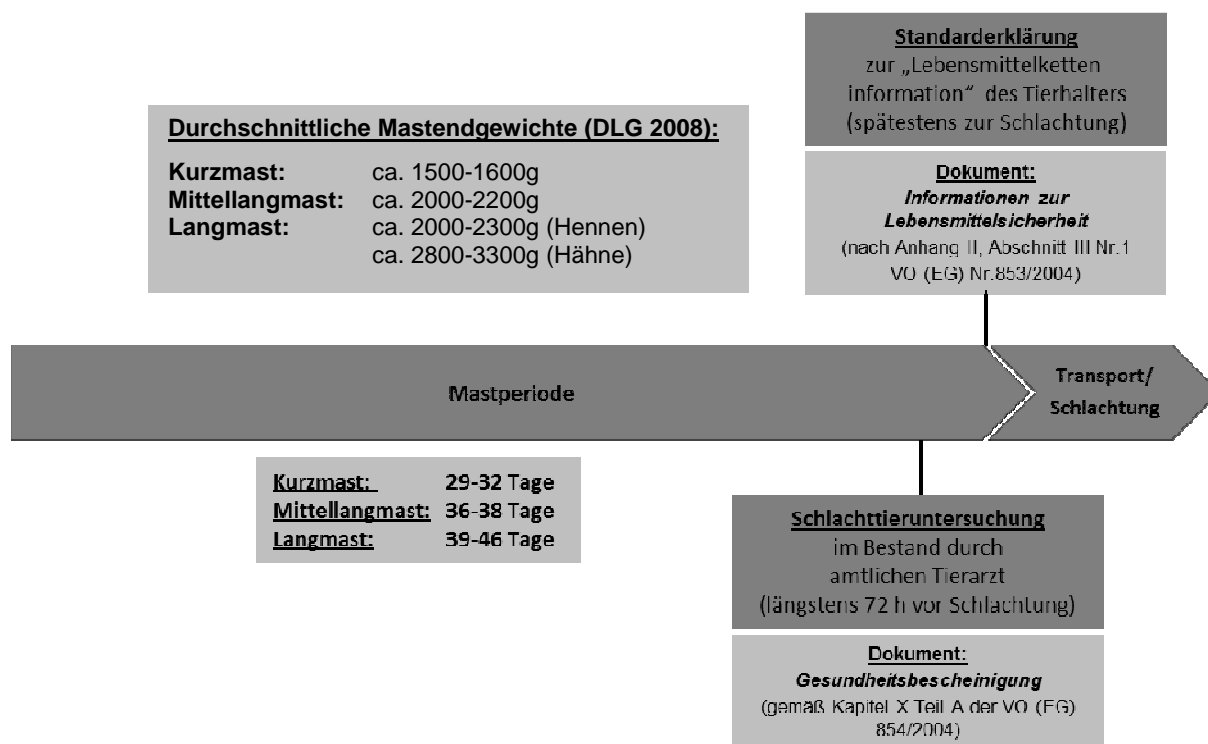 Standarderklärung
zur „Lebensmittelketten
information“ des Tierhalters
(spätestens zur Schlachtung)
Dokument:
Informationen zur
Lebensmittelsicherheit
(nach Anhang II, Abschnitt III Nr.1
VO (EG) Nr.853/2004)
Durchschnittliche Mastendgewichte (DLG 2008):
Kurzmast: ca. 1500-1600g
Mittellangmast: ca. 2000-2200g
Langmast: ca. 2000-2300g (Hennen)
ca. 2800-3300g (Hähne)
Mastperiode
Transport/
Schlachtung
Kurzmast: 29-32 Tage
Mittellangmast: 36-38 Tage
Langmast: 39-46 Tage
Schlachttieruntersuchung
im Bestand durch
amtlichen Tierarzt
(längstens 72 h vor Schlachtung)
Dokument:
Gesundheitsbescheinigung
(gemäß Kapitel X Teil A der VO (EG)
854/2004)